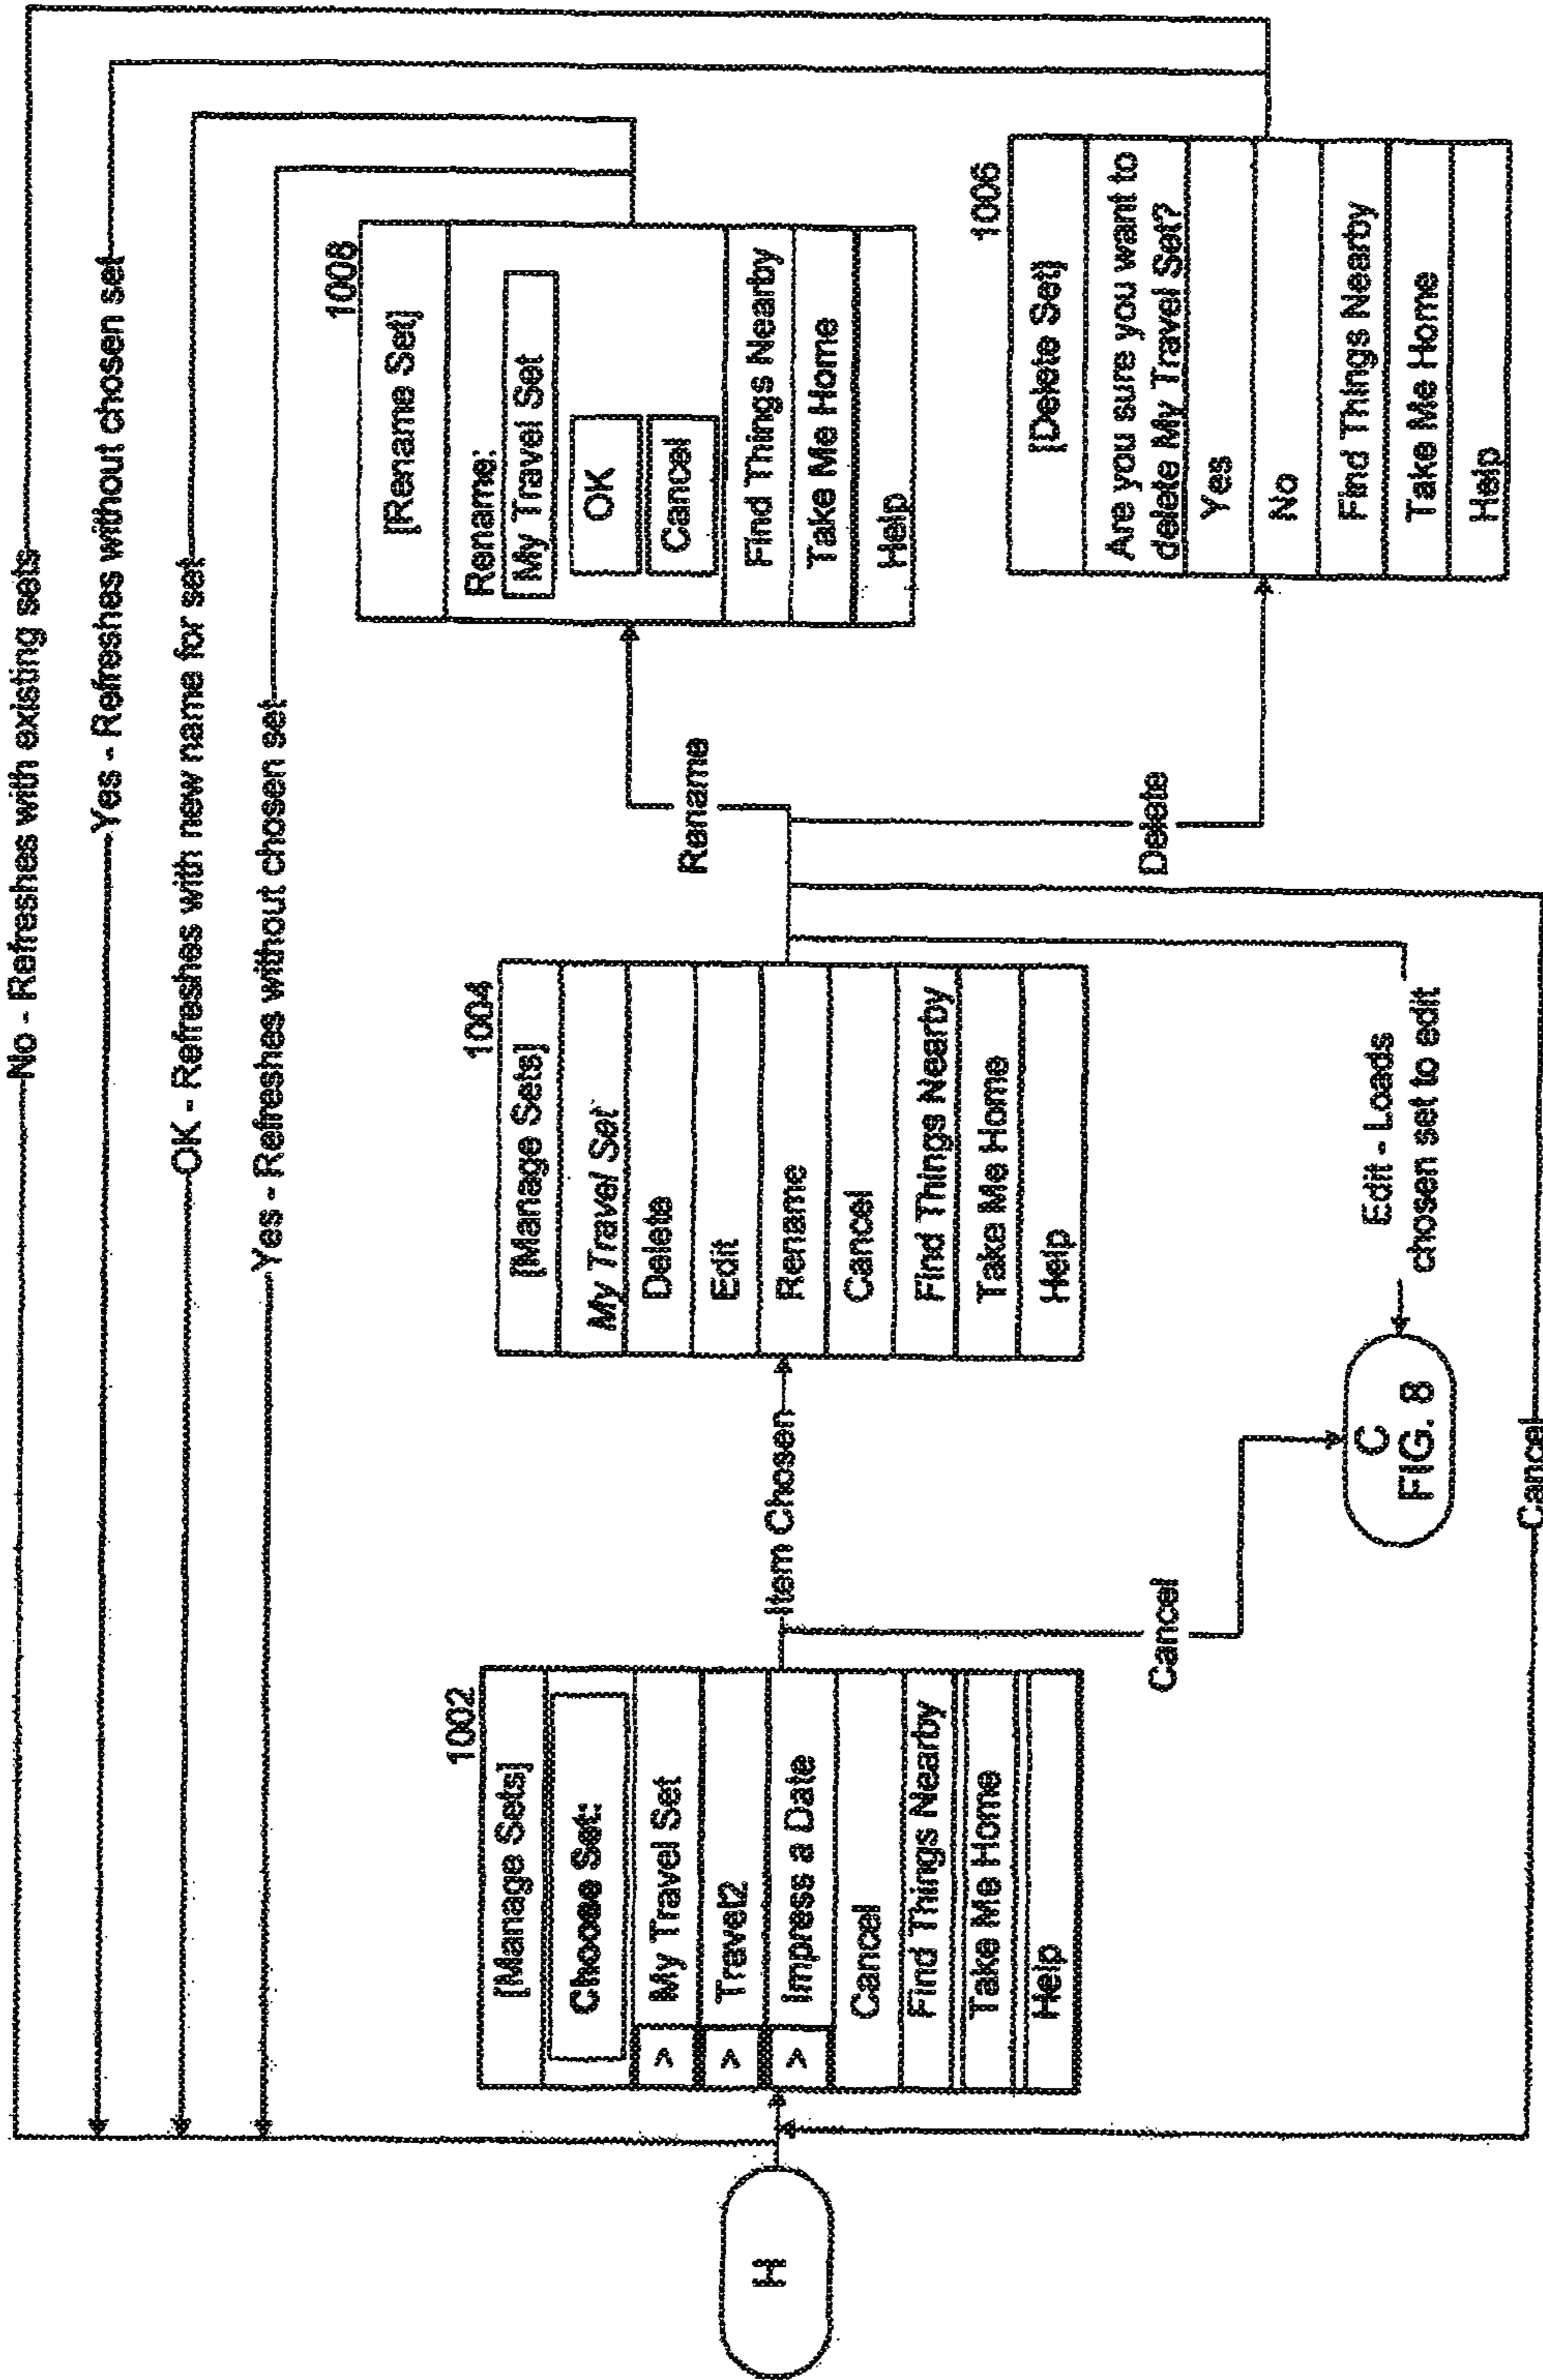 No - Refreshes with existing sets
Yes - Refreshes without chosen set
OK - Refreshes with new name for set
Yes - Refreshes without chosen set
H
1002
[Manage Sets]
Choose Set:
> My Travel Set
> Travel2
> Impress a Date
Cancel
Find Things Nearby
Take Me Home
Help
Item Chosen
Cancel
1004
[Manage Sets]
My Travel Set
Delete
Edit
Rename
Cancel
Find Things Nearby
Take Me Home
Help
C
FIG. 8
Edit - Loads
chosen set to edit
Cancel
Rename
Delete
1008
[Rename Set]
Rename:
My Travel Set
OK
Cancel
Find Things Nearby
Take Me Home
Help
1006
[Delete Set]
Are you sure you want to
delete My Travel Set?
Yes
No
Find Things Nearby
Take Me Home
Help